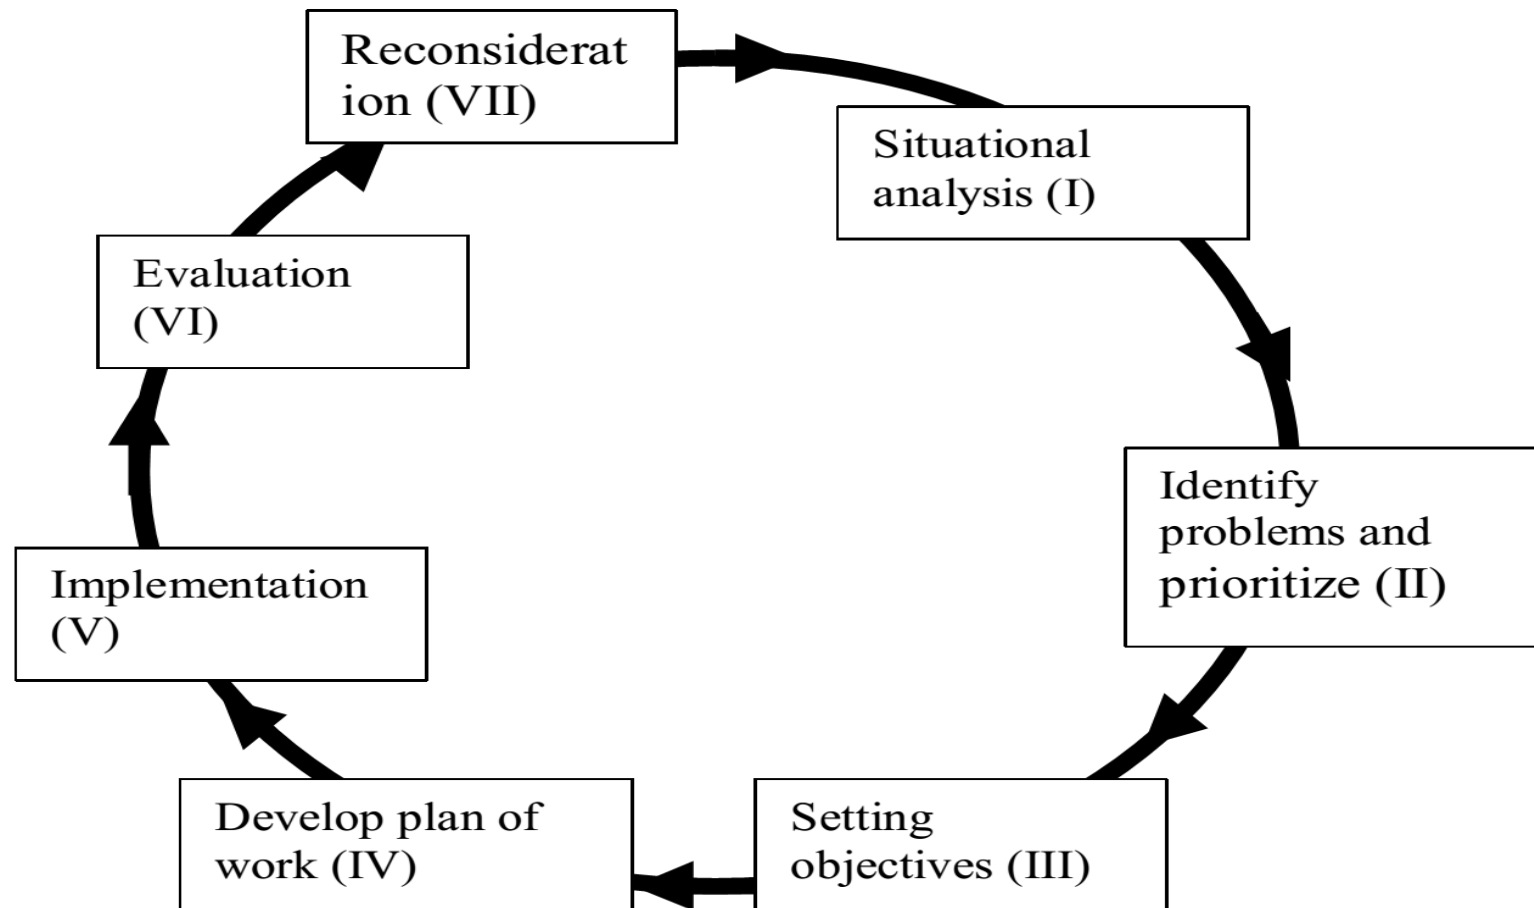 Reconsiderat
ion (VII)
Situational
analysis (I)
Identify
problems and
prioritize (II)
Setting
objectives (III)
Develop plan of
work (IV)
Implementation
(V)
Evaluation
(VI)